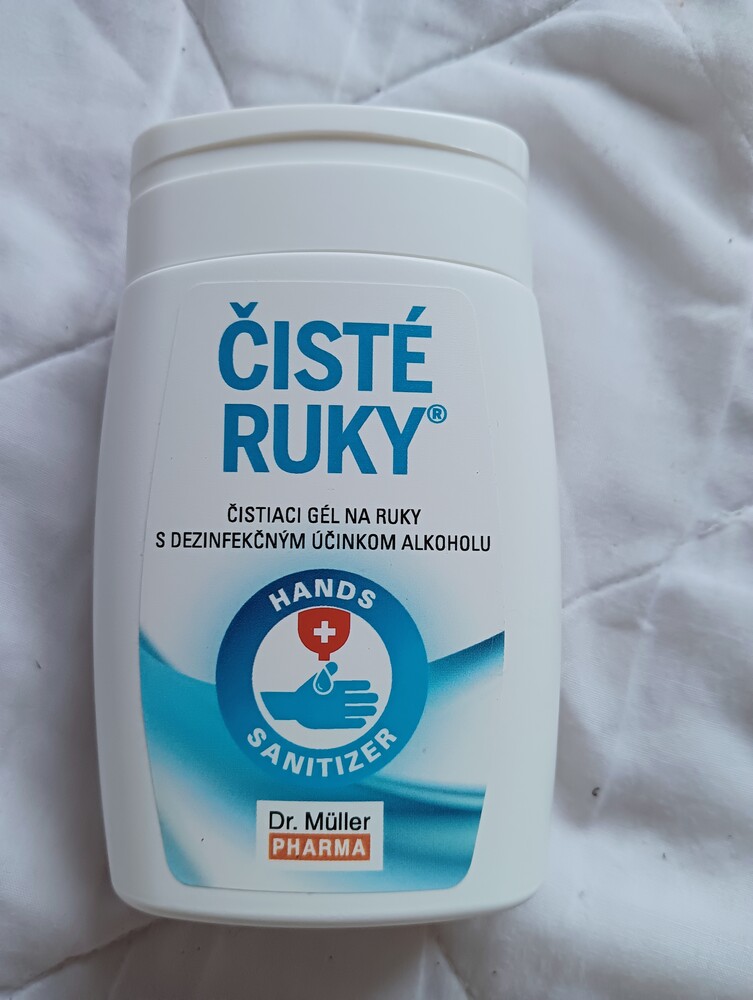 ČISTÉ
RUKY®
ČISTIACI GÉL NA RUKY
S DEZINFEKČNÝM ÚČINKOM ALKOHOLU
HANDS
SANITIZER
Dr. Müller
PHARMA